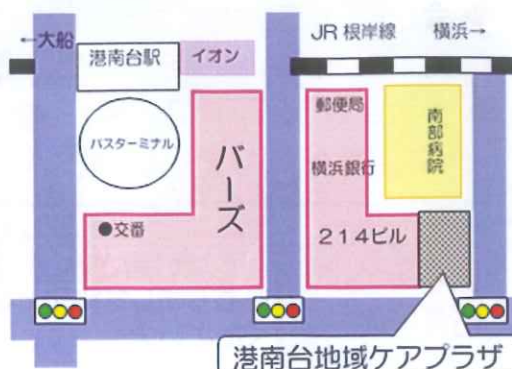 ←大船
JR 根岸線
横浜→
港南台駅
イオン
郵便局
南部病院
バスターミナル
バーズ
横浜銀行
●交番
214ビル
港南台地域ケアプラザ